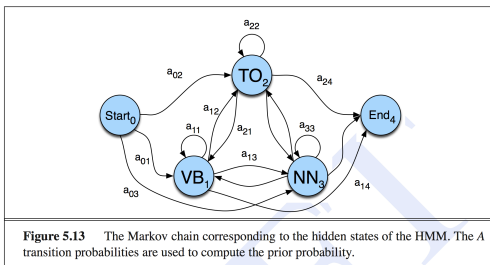 a22
a02
TO2
a24
Start0
a12
End4
a11
a21
a33
a01
a13
VB1
NN3
a14
a03
Figure 5.13 The Markov chain corresponding to the hidden states of the HMM. The A
transition probabilities are used to compute the prior probability.